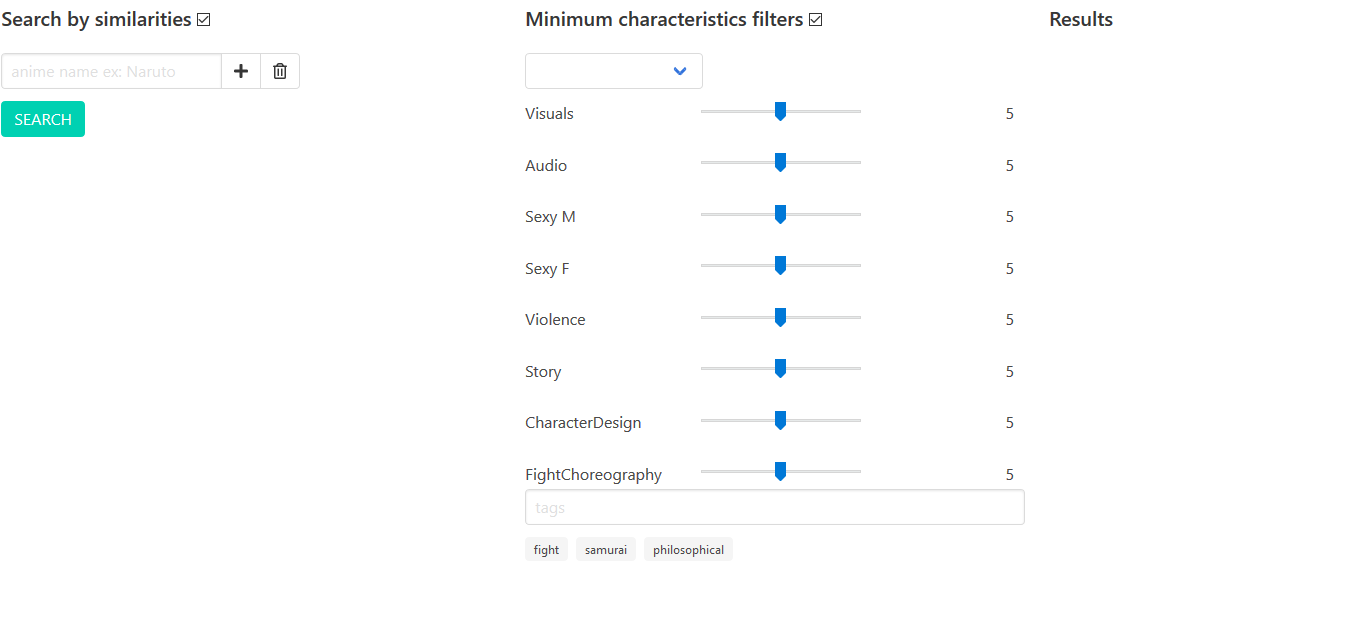 Search by similarities
anime name ex: Naruto
SEARCH
Minimum characteristics filters
Visuals 5
Audio 5
Sexy M 5
Sexy F 5
Violence 5
Story 5
CharacterDesign 5
FightChoreography 5
tags
fight samurai philosophical
Results